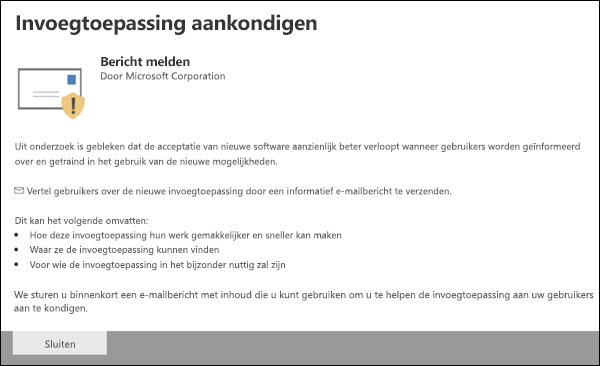 Invoegtoepassing aankondigen
Bericht melden
Door Microsoft Corporation
Uit onderzoek is gebleken dat de acceptatie van nieuwe software aanzienlijk beter verloopt wanneer gebruikers worden geïnformeerd
over en getraind in het gebruik van de nieuwe mogelijkheden.
Vertel gebruikers over de nieuwe invoegtoepassing door een informatief e-mailbericht te verzenden.
Dit kan het volgende omvatten:
• Hoe deze invoegtoepassing hun werk gemakkelijker en sneller kan maken
• Waar ze de invoegtoepassing kunnen vinden
• Voor wie de invoegtoepassing in het bijzonder nuttig zal zijn
We sturen u binnenkort een e-mailbericht met inhoud die u kunt gebruiken om u te helpen de invoegtoepassing aan uw gebruikers
aan te kondigen.
Sluiten